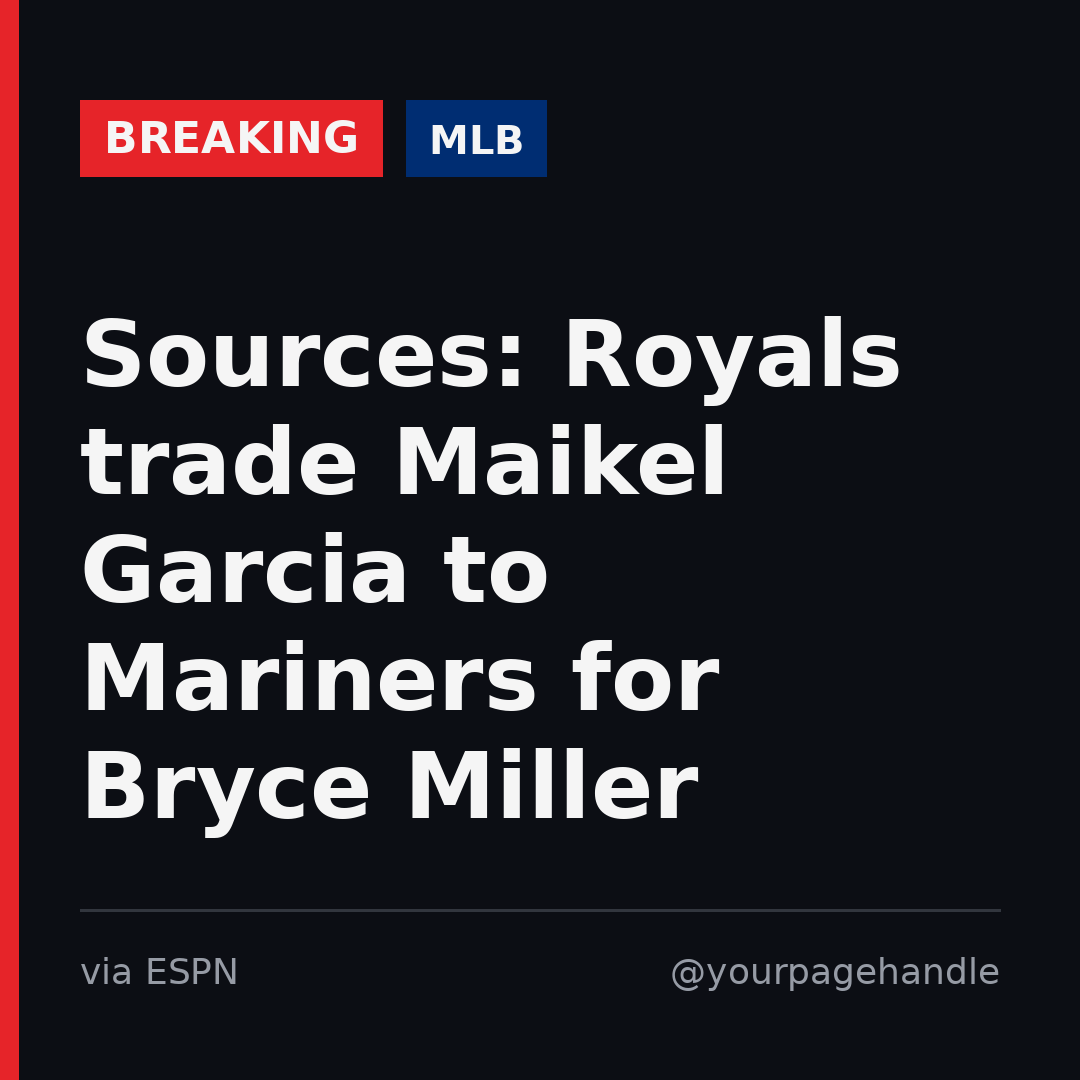 BREAKING MLB
Sources: Royals
trade Maikel
Garcia to
Mariners for
Bryce Miller
via ESPN @yourpagehandle